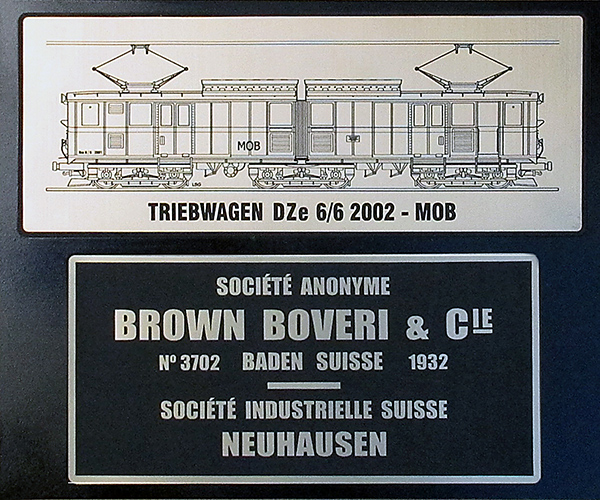 MOB
TRIEBWAGEN DZe 6/6 2002 - MOB
SOCIÉTÉ ANONYME
BROWN BOVERI & CIE
No 3702 BADEN SUISSE 1932
SOCIÉTÉ INDUSTRIELLE SUISSE
NEUHAUSEN